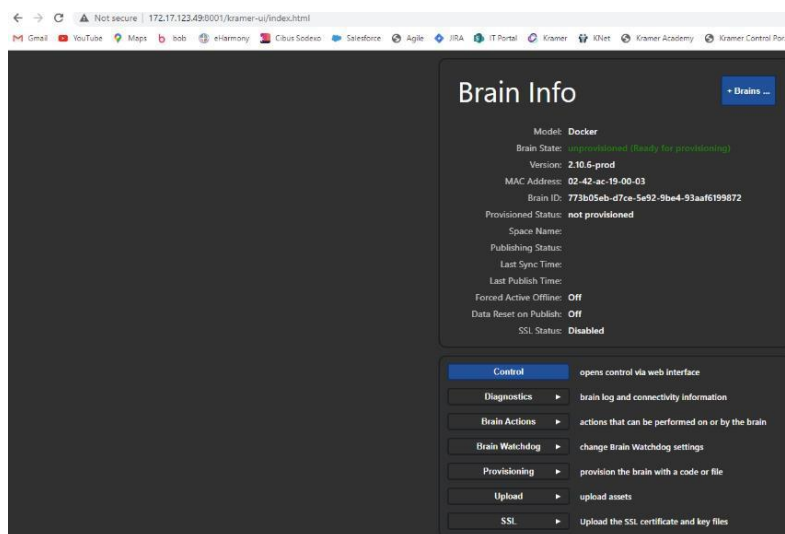 Not secure | 172.17.123.49:8001/kramer-ui/index.html
Gmail YouTube Maps bob eHarmony Cibus Sodexo Salesforce Agile JIRA IT Portal Kramer KNet Kramer Academy Kramer Control Por
Brain Info
+ Brains ...
Model: Docker
Brain State: unprovisioned (Ready for provisioning)
Version: 2.10.6-prod
MAC Address: 02-42-ac-19-00-03
Brain ID: 773b05eb-d7ce-5e92-9be4-93aaf6199872
Provisioned Status: not provisioned
Space Name:
Publishing Status:
Last Sync Time:
Last Publish Time:
Forced Active Offline: Off
Data Reset on Publish: Off
SSL Status: Disabled
Control opens control via web interface
Diagnostics brain log and connectivity information
Brain Actions actions that can be performed on or by the brain
Brain Watchdog change Brain Watchdog settings
Provisioning provision the brain with a code or file
Upload upload assets
SSL Upload the SSL certificate and key files